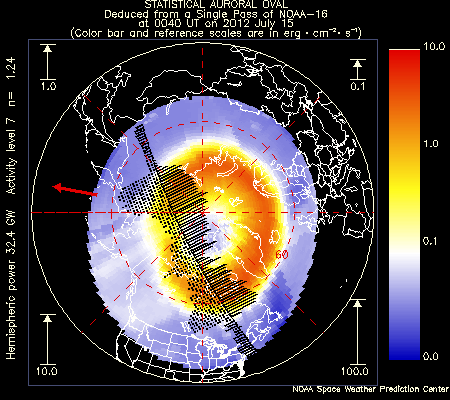 STATISTICAL AURORAL OVAL
Deduced from a Single Pass of NOAA-16
at 0040 UT on 2012 July 15
(Color bar and reference scales are in erg · cm⁻² · s⁻¹)
1.0
0.1
10.0
100.0
60
Hemispheric power 32.4 GW Activity level 7 n= 1.24
10.0
1.0
0.1
0.0
NOAA Space Weather Prediction Center